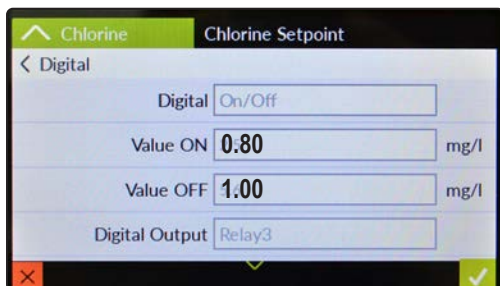 Chlorine Chlorine Setpoint
< Digital
Digital On/Off
Value ON 0.80 mg/l
Value OFF 1.00 mg/l
Digital Output Relay3